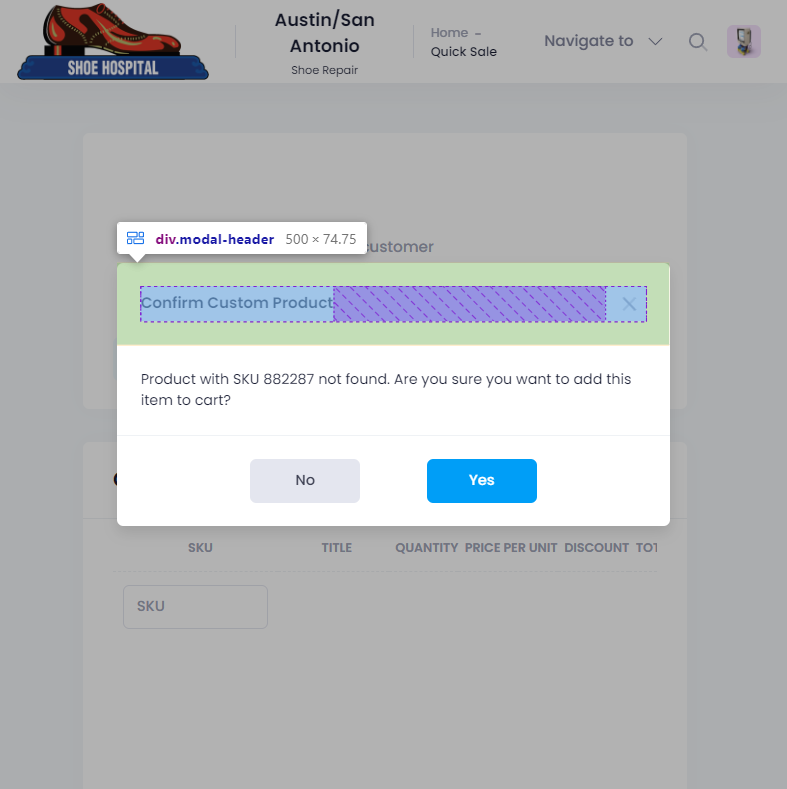 SHOE HOSPITAL
Austin/San
Antonio
Shoe Repair
Home –
Quick Sale
Navigate to
customer
div.modal-header 500 × 74.75
Confirm Custom Product
Product with SKU 882287 not found. Are you sure you want to add this
item to cart?
No
Yes
SKU TITLE QUANTITY PRICE PER UNIT DISCOUNT
SKU